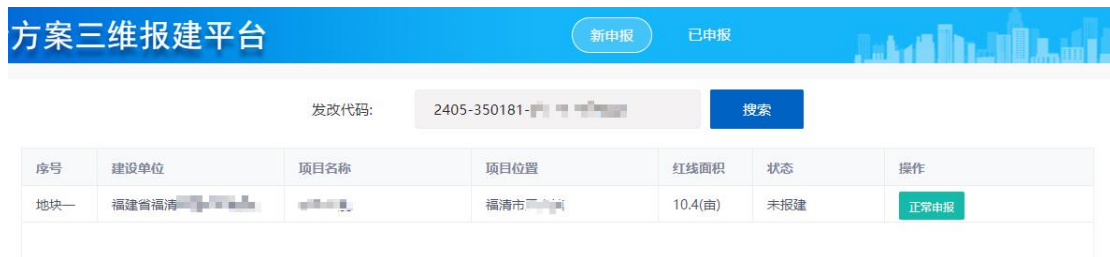 方案三维报建平台 新申报 已申报
发改代码: 2405-350181- 搜索
序号 建设单位 项目名称 项目位置 红线面积 状态 操作
地块一 福建省福清 福清市 10.4(亩) 未报建 正常申报